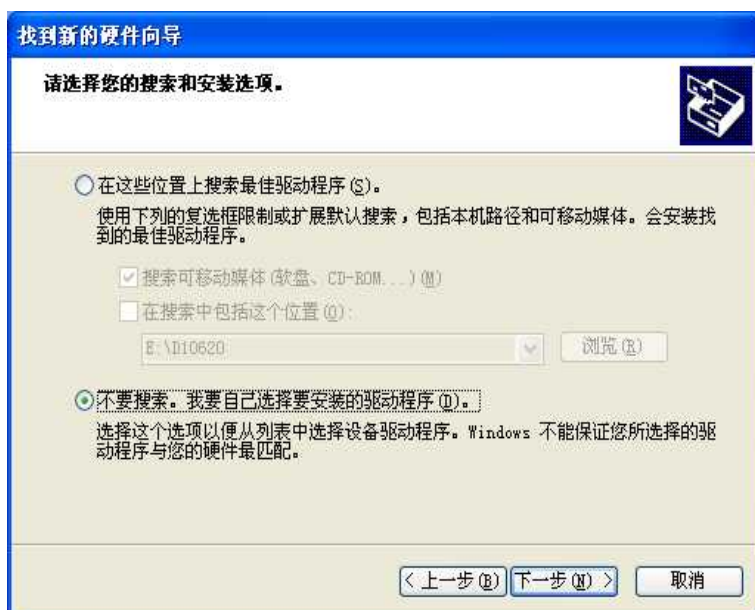 找到新的硬件向导
请选择您的搜索和安装选项。
在这些位置上搜索最佳驱动程序(S)。
使用下列的复选框限制或扩展默认搜索，包括本机路径和可移动媒体。会安装找
到的最佳驱动程序。
搜索可移动媒体(软盘、CD-ROM...)(M)
在搜索中包括这个位置(O):
E:\D10620
浏览(R)
不要搜索。我要自己选择要安装的驱动程序(D)。
选择这个选项以便从列表中选择设备驱动程序。Windows 不能保证您所选择的驱
动程序与您的硬件最匹配。
< 上一步(B) 下一步(N) > 取消